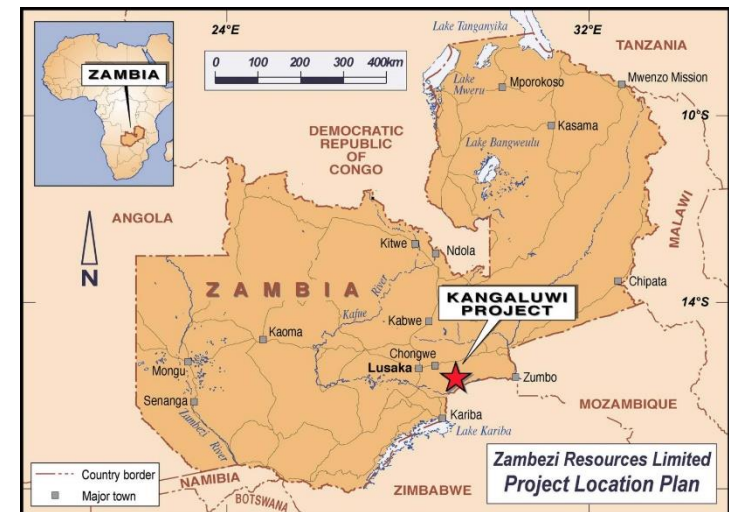 ZAMBIA
24°E
32°E
0 100 200 300 400km
Lake Tanganyika
TANZANIA
Lake
Mweru
Mporokoso
Mwenzo Mission
10°S
Kasama
DEMOCRATIC
REPUBLIC
OF
CONGO
Lake Bangweulu
ANGOLA
MALAWI
N
Kitwe
Ndola
ZAMBIA
Kafue
River
Chipata
14°S
KANGALUWI
PROJECT
Kabwe
Kaoma
Chongwe
Lusaka
Mongu
Zumbo
Senanga
Lambezi
River
Kariba
Lake Kariba
MOZAMBIQUE
NAMIBIA
BOTSWANA
ZIMBABWE
Country border
Major town
Zambezi Resources Limited
Project Location Plan